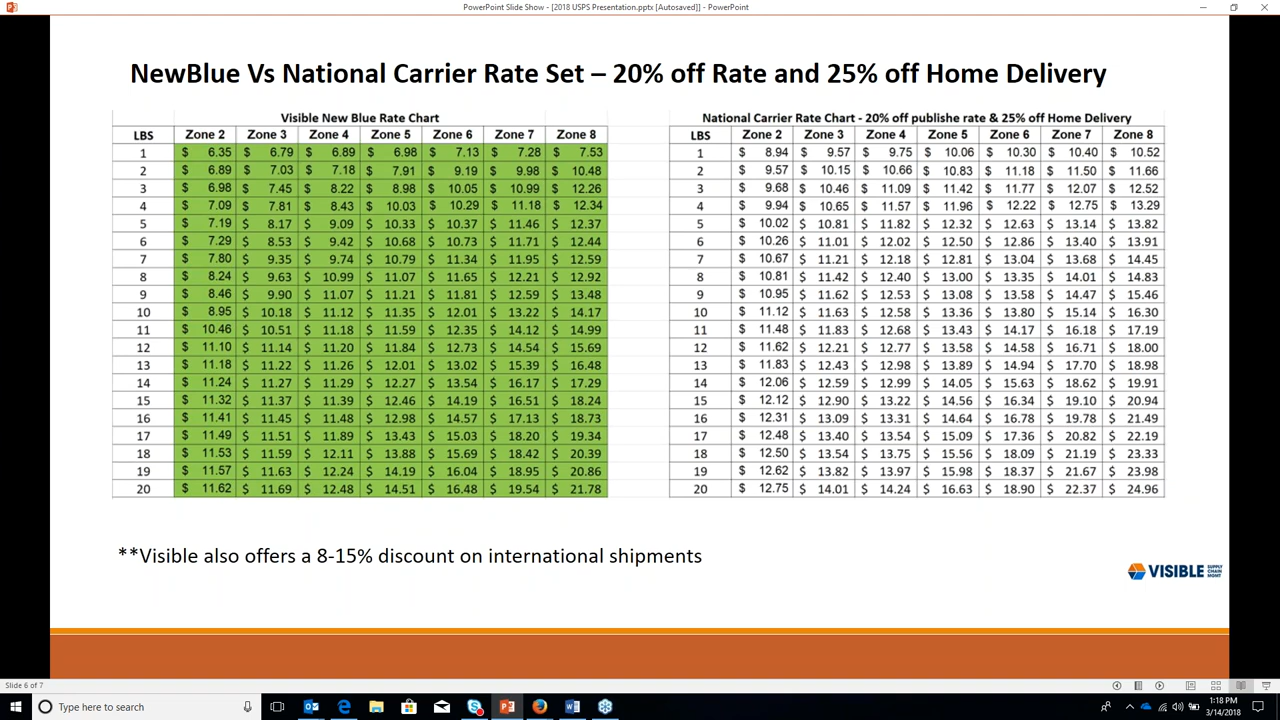 PowerPoint Slide Show - [2018 USPS Presentation.pptx [Autosaved]] - PowerPoint
NewBlue Vs National Carrier Rate Set – 20% off Rate and 25% off Home Delivery
Visible New Blue Rate Chart
LBS Zone 2 Zone 3 Zone 4 Zone 5 Zone 6 Zone 7 Zone 8
1 $ 6.35 $ 6.79 $ 6.89 $ 6.98 $ 7.13 $ 7.28 $ 7.53
2 $ 6.89 $ 7.03 $ 7.18 $ 7.91 $ 9.19 $ 9.98 $ 10.48
3 $ 6.98 $ 7.45 $ 8.22 $ 8.98 $ 10.05 $ 10.99 $ 12.26
4 $ 7.09 $ 7.81 $ 8.43 $ 10.03 $ 10.29 $ 11.18 $ 12.34
5 $ 7.19 $ 8.17 $ 9.09 $ 10.33 $ 10.37 $ 11.46 $ 12.37
6 $ 7.29 $ 8.53 $ 9.42 $ 10.68 $ 10.73 $ 11.71 $ 12.44
7 $ 7.80 $ 9.35 $ 9.74 $ 10.79 $ 11.34 $ 11.95 $ 12.59
8 $ 8.24 $ 9.63 $ 10.99 $ 11.07 $ 11.65 $ 12.21 $ 12.92
9 $ 8.46 $ 9.90 $ 11.07 $ 11.21 $ 11.81 $ 12.59 $ 13.48
10 $ 8.95 $ 10.18 $ 11.12 $ 11.35 $ 12.01 $ 13.22 $ 14.17
11 $ 10.46 $ 10.51 $ 11.18 $ 11.59 $ 12.35 $ 14.12 $ 14.99
12 $ 11.10 $ 11.14 $ 11.20 $ 11.84 $ 12.73 $ 14.54 $ 15.69
13 $ 11.18 $ 11.22 $ 11.26 $ 12.01 $ 13.02 $ 15.39 $ 16.48
14 $ 11.24 $ 11.27 $ 11.29 $ 12.27 $ 13.54 $ 16.17 $ 17.29
15 $ 11.32 $ 11.37 $ 11.39 $ 12.46 $ 14.19 $ 16.51 $ 18.24
16 $ 11.41 $ 11.45 $ 11.48 $ 12.98 $ 14.57 $ 17.13 $ 18.73
17 $ 11.49 $ 11.51 $ 11.89 $ 13.43 $ 15.03 $ 18.20 $ 19.34
18 $ 11.53 $ 11.59 $ 12.11 $ 13.88 $ 15.69 $ 18.42 $ 20.39
19 $ 11.57 $ 11.63 $ 12.24 $ 14.19 $ 16.04 $ 18.95 $ 20.86
20 $ 11.62 $ 11.69 $ 12.48 $ 14.51 $ 16.48 $ 19.54 $ 21.78
National Carrier Rate Chart - 20% off publishe rate & 25% off Home Delivery
LBS Zone 2 Zone 3 Zone 4 Zone 5 Zone 6 Zone 7 Zone 8
1 $ 8.94 $ 9.57 $ 9.75 $ 10.06 $ 10.30 $ 10.40 $ 10.52
2 $ 9.57 $ 10.15 $ 10.66 $ 10.83 $ 11.18 $ 11.50 $ 11.66
3 $ 9.68 $ 10.46 $ 11.09 $ 11.42 $ 11.77 $ 12.07 $ 12.52
4 $ 9.94 $ 10.65 $ 11.57 $ 11.96 $ 12.22 $ 12.75 $ 13.29
5 $ 10.02 $ 10.81 $ 11.82 $ 12.32 $ 12.63 $ 13.14 $ 13.82
6 $ 10.26 $ 11.01 $ 12.02 $ 12.50 $ 12.86 $ 13.40 $ 13.91
7 $ 10.67 $ 11.21 $ 12.18 $ 12.81 $ 13.04 $ 13.68 $ 14.45
8 $ 10.81 $ 11.42 $ 12.40 $ 13.00 $ 13.35 $ 14.01 $ 14.83
9 $ 10.95 $ 11.62 $ 12.53 $ 13.08 $ 13.58 $ 14.47 $ 15.46
10 $ 11.12 $ 11.63 $ 12.58 $ 13.36 $ 13.80 $ 15.14 $ 16.30
11 $ 11.48 $ 11.83 $ 12.68 $ 13.43 $ 14.17 $ 16.18 $ 17.19
12 $ 11.62 $ 12.21 $ 12.77 $ 13.58 $ 14.58 $ 16.71 $ 18.00
13 $ 11.83 $ 12.43 $ 12.98 $ 13.89 $ 14.94 $ 17.70 $ 18.98
14 $ 12.06 $ 12.59 $ 12.99 $ 14.05 $ 15.63 $ 18.62 $ 19.91
15 $ 12.12 $ 12.90 $ 13.22 $ 14.56 $ 16.34 $ 19.10 $ 20.94
16 $ 12.31 $ 13.09 $ 13.31 $ 14.64 $ 16.78 $ 19.78 $ 21.49
17 $ 12.48 $ 13.40 $ 13.54 $ 15.09 $ 17.36 $ 20.82 $ 22.19
18 $ 12.50 $ 13.54 $ 13.75 $ 15.56 $ 18.09 $ 21.19 $ 23.33
19 $ 12.62 $ 13.82 $ 13.97 $ 15.98 $ 18.37 $ 21.67 $ 23.98
20 $ 12.75 $ 14.01 $ 14.24 $ 16.63 $ 18.90 $ 22.37 $ 24.96
**Visible also offers a 8-15% discount on international shipments
VISIBLE SUPPLY CHAIN MGMT
Slide 6 of 7
Type here to search
1:18 PM
3/14/2018